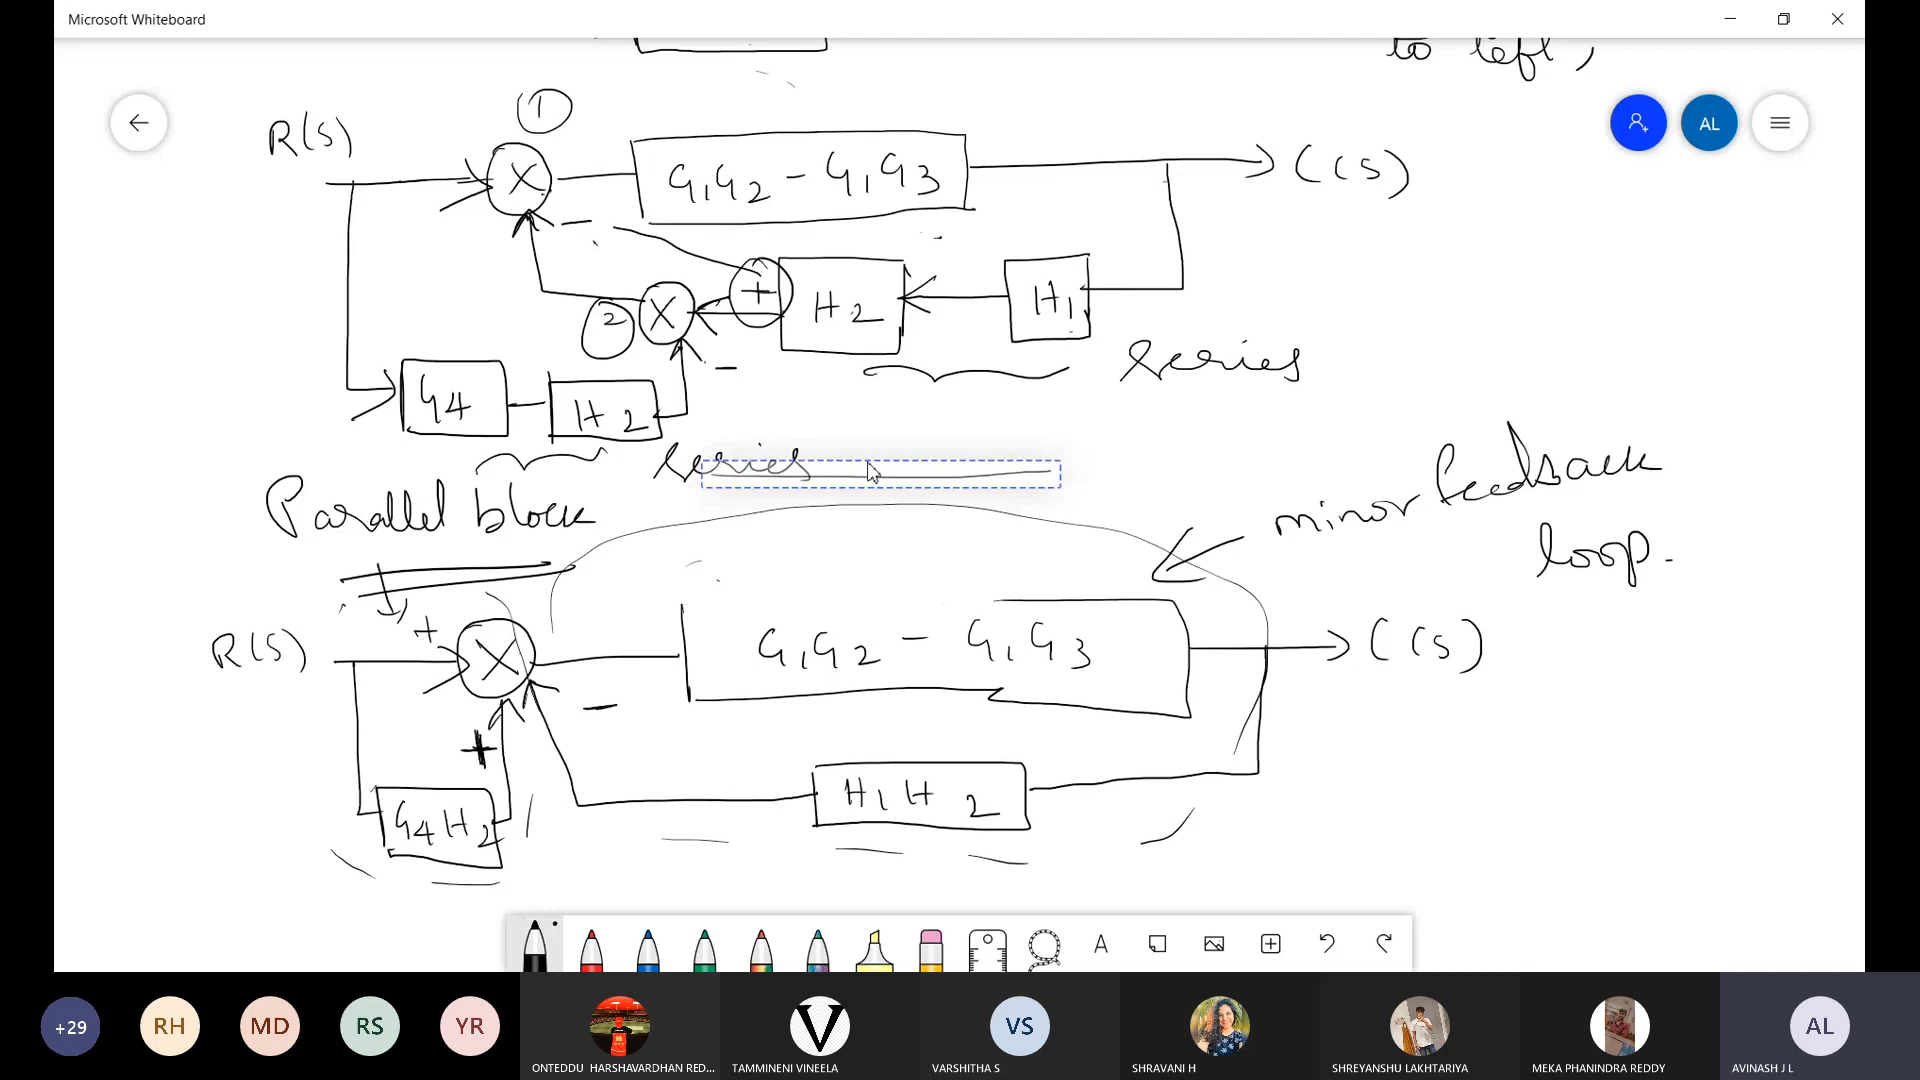 Microsoft Whiteboard
to left,
AL
1
R(S)
X
G1G2 - G1G3
C(S)
-
+
2
X
H2
H1
-
series
G4
H2
series
Parallel block
minor feedback
loop.
+
R(S)
X
G1G2 - G1G3
C(S)
-
+
G4H2
H1H2
A
+29
RH
MD
RS
YR
V
VS
AL
ONTEDDU HARSHAVARDHAN RED...
TAMMINENI VINEELA
VARSHITHA S
SHRAVANI H
SHREYANSHU LAKHTARIYA
MEKA PHANINDRA REDDY
AVINASH J L